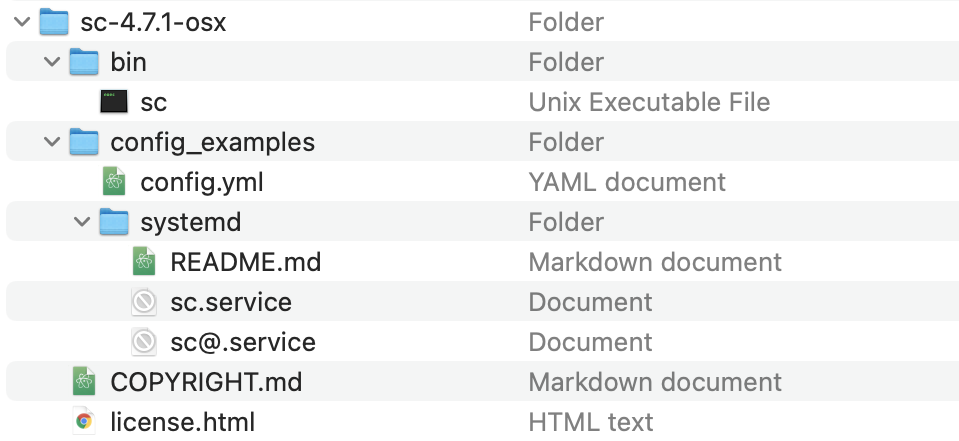 sc-4.7.1-osx Folder
bin Folder
sc Unix Executable File
config_examples Folder
config.yml YAML document
systemd Folder
README.md Markdown document
sc.service Document
sc@.service Document
COPYRIGHT.md Markdown document
license.html HTML text